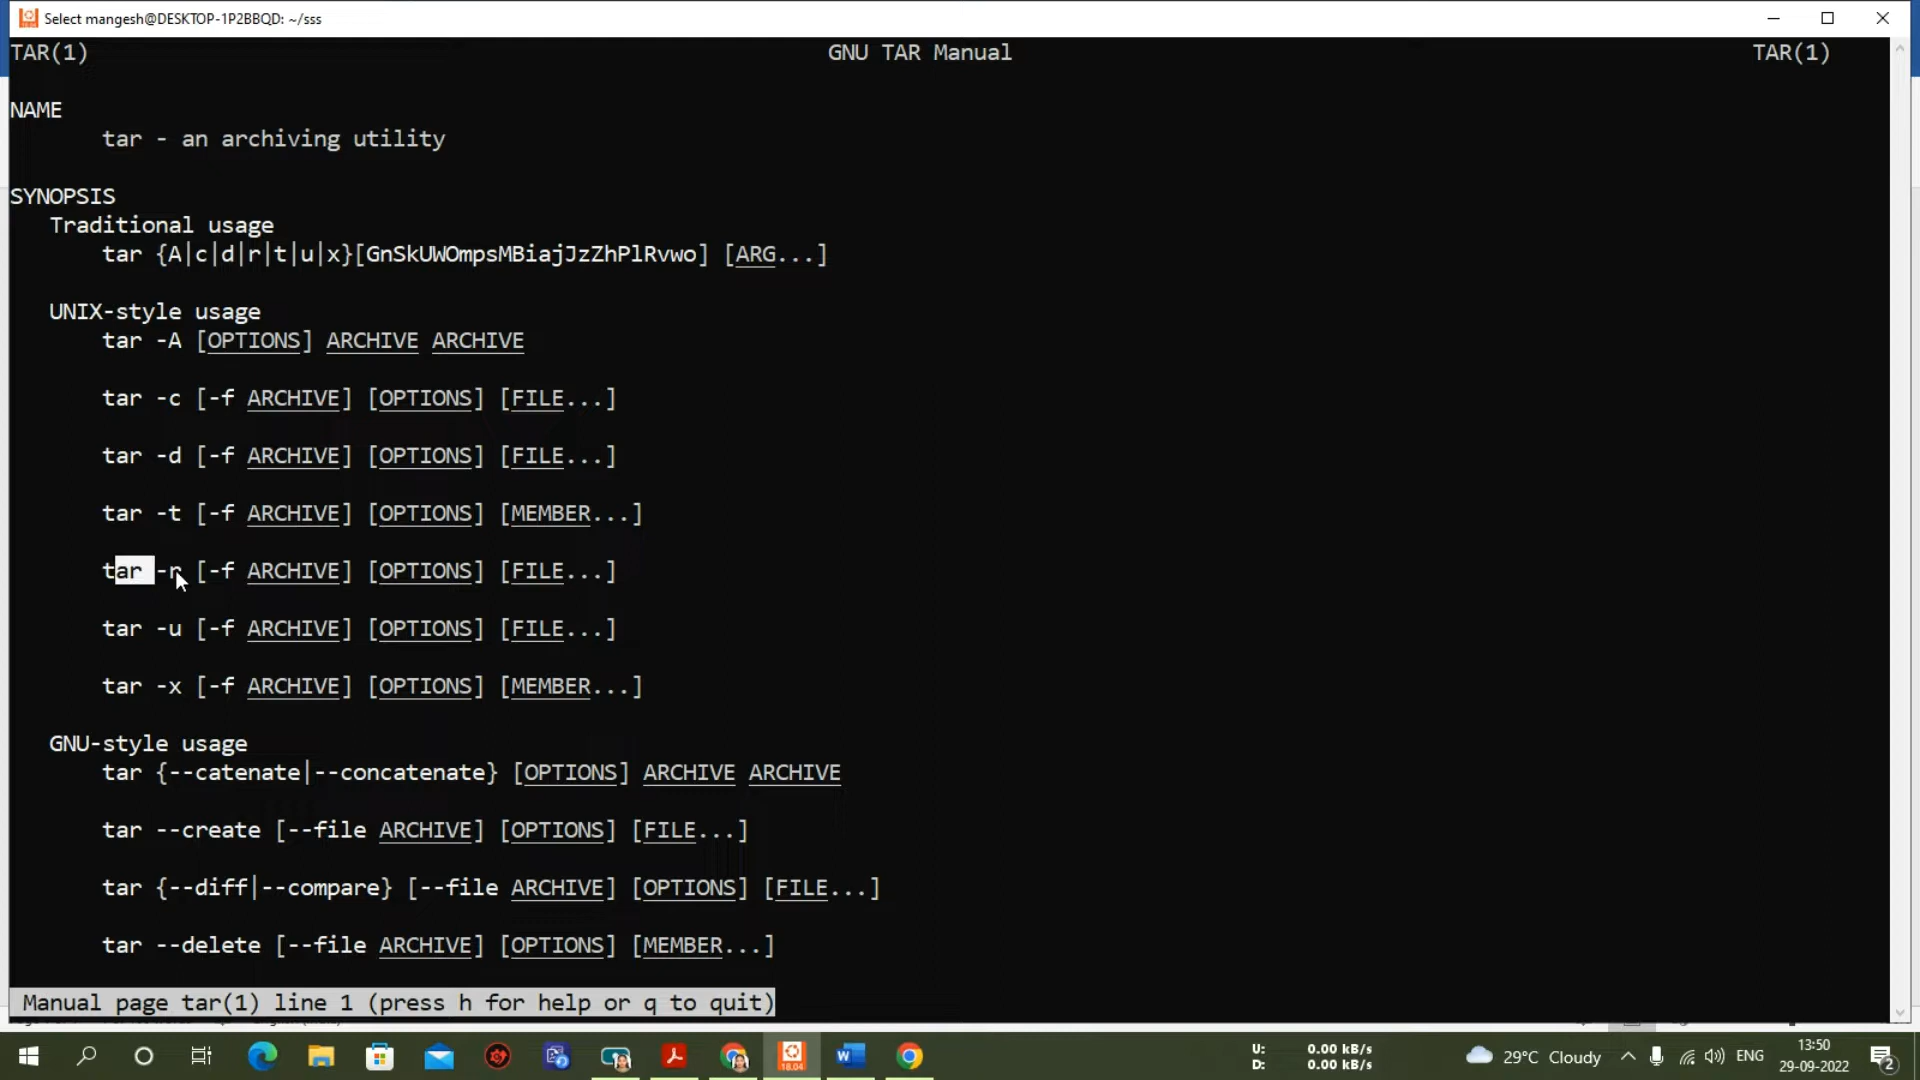 Select mangesh@DESKTOP-1P2BBQD: ~/sss
TAR(1) GNU TAR Manual TAR(1)
NAME
tar - an archiving utility
SYNOPSIS
Traditional usage
tar {A|c|d|r|t|u|x}[GnSkUWOmpsMBiajJzZhPlRvwo] [ARG...]
UNIX-style usage
tar -A [OPTIONS] ARCHIVE ARCHIVE
tar -c [-f ARCHIVE] [OPTIONS] [FILE...]
tar -d [-f ARCHIVE] [OPTIONS] [FILE...]
tar -t [-f ARCHIVE] [OPTIONS] [MEMBER...]
tar -r [-f ARCHIVE] [OPTIONS] [FILE...]
tar -u [-f ARCHIVE] [OPTIONS] [FILE...]
tar -x [-f ARCHIVE] [OPTIONS] [MEMBER...]
GNU-style usage
tar {--catenate|--concatenate} [OPTIONS] ARCHIVE ARCHIVE
tar --create [--file ARCHIVE] [OPTIONS] [FILE...]
tar {--diff|--compare} [--file ARCHIVE] [OPTIONS] [FILE...]
tar --delete [--file ARCHIVE] [OPTIONS] [MEMBER...]
Manual page tar(1) line 1 (press h for help or q to quit)
18.04
U: 0.00 kB/s
D: 0.00 kB/s
29°C Cloudy
ENG
13:50
29-09-2022
2